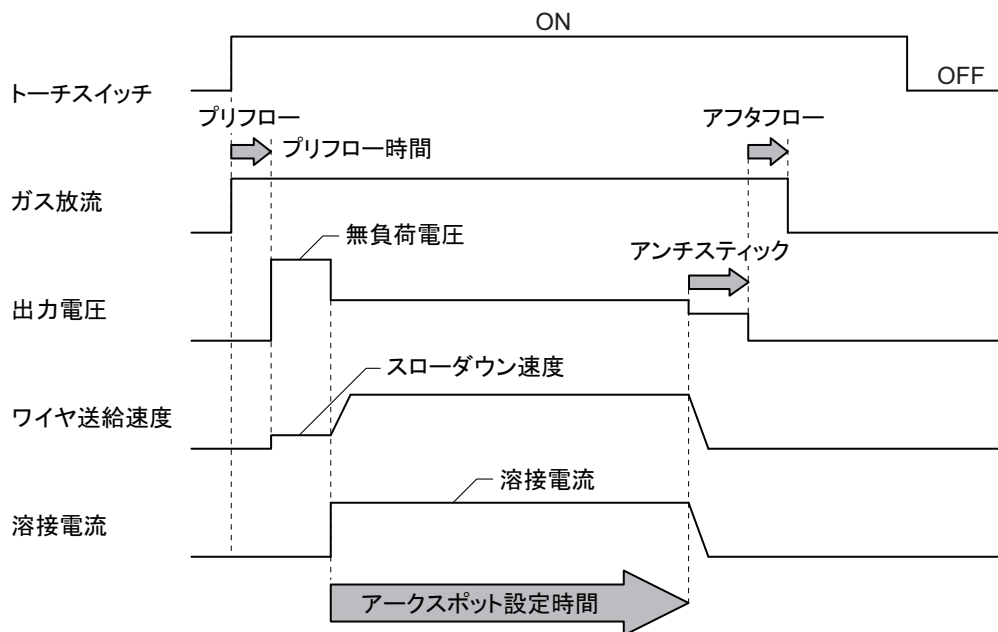 ON
トーチスイッチ
OFF
プリフロー
アフタフロー
プリフロー時間
ガス放流
無負荷電圧
アンチスティック
出力電圧
スローダウン速度
ワイヤ送給速度
溶接電流
溶接電流
アークスポット設定時間